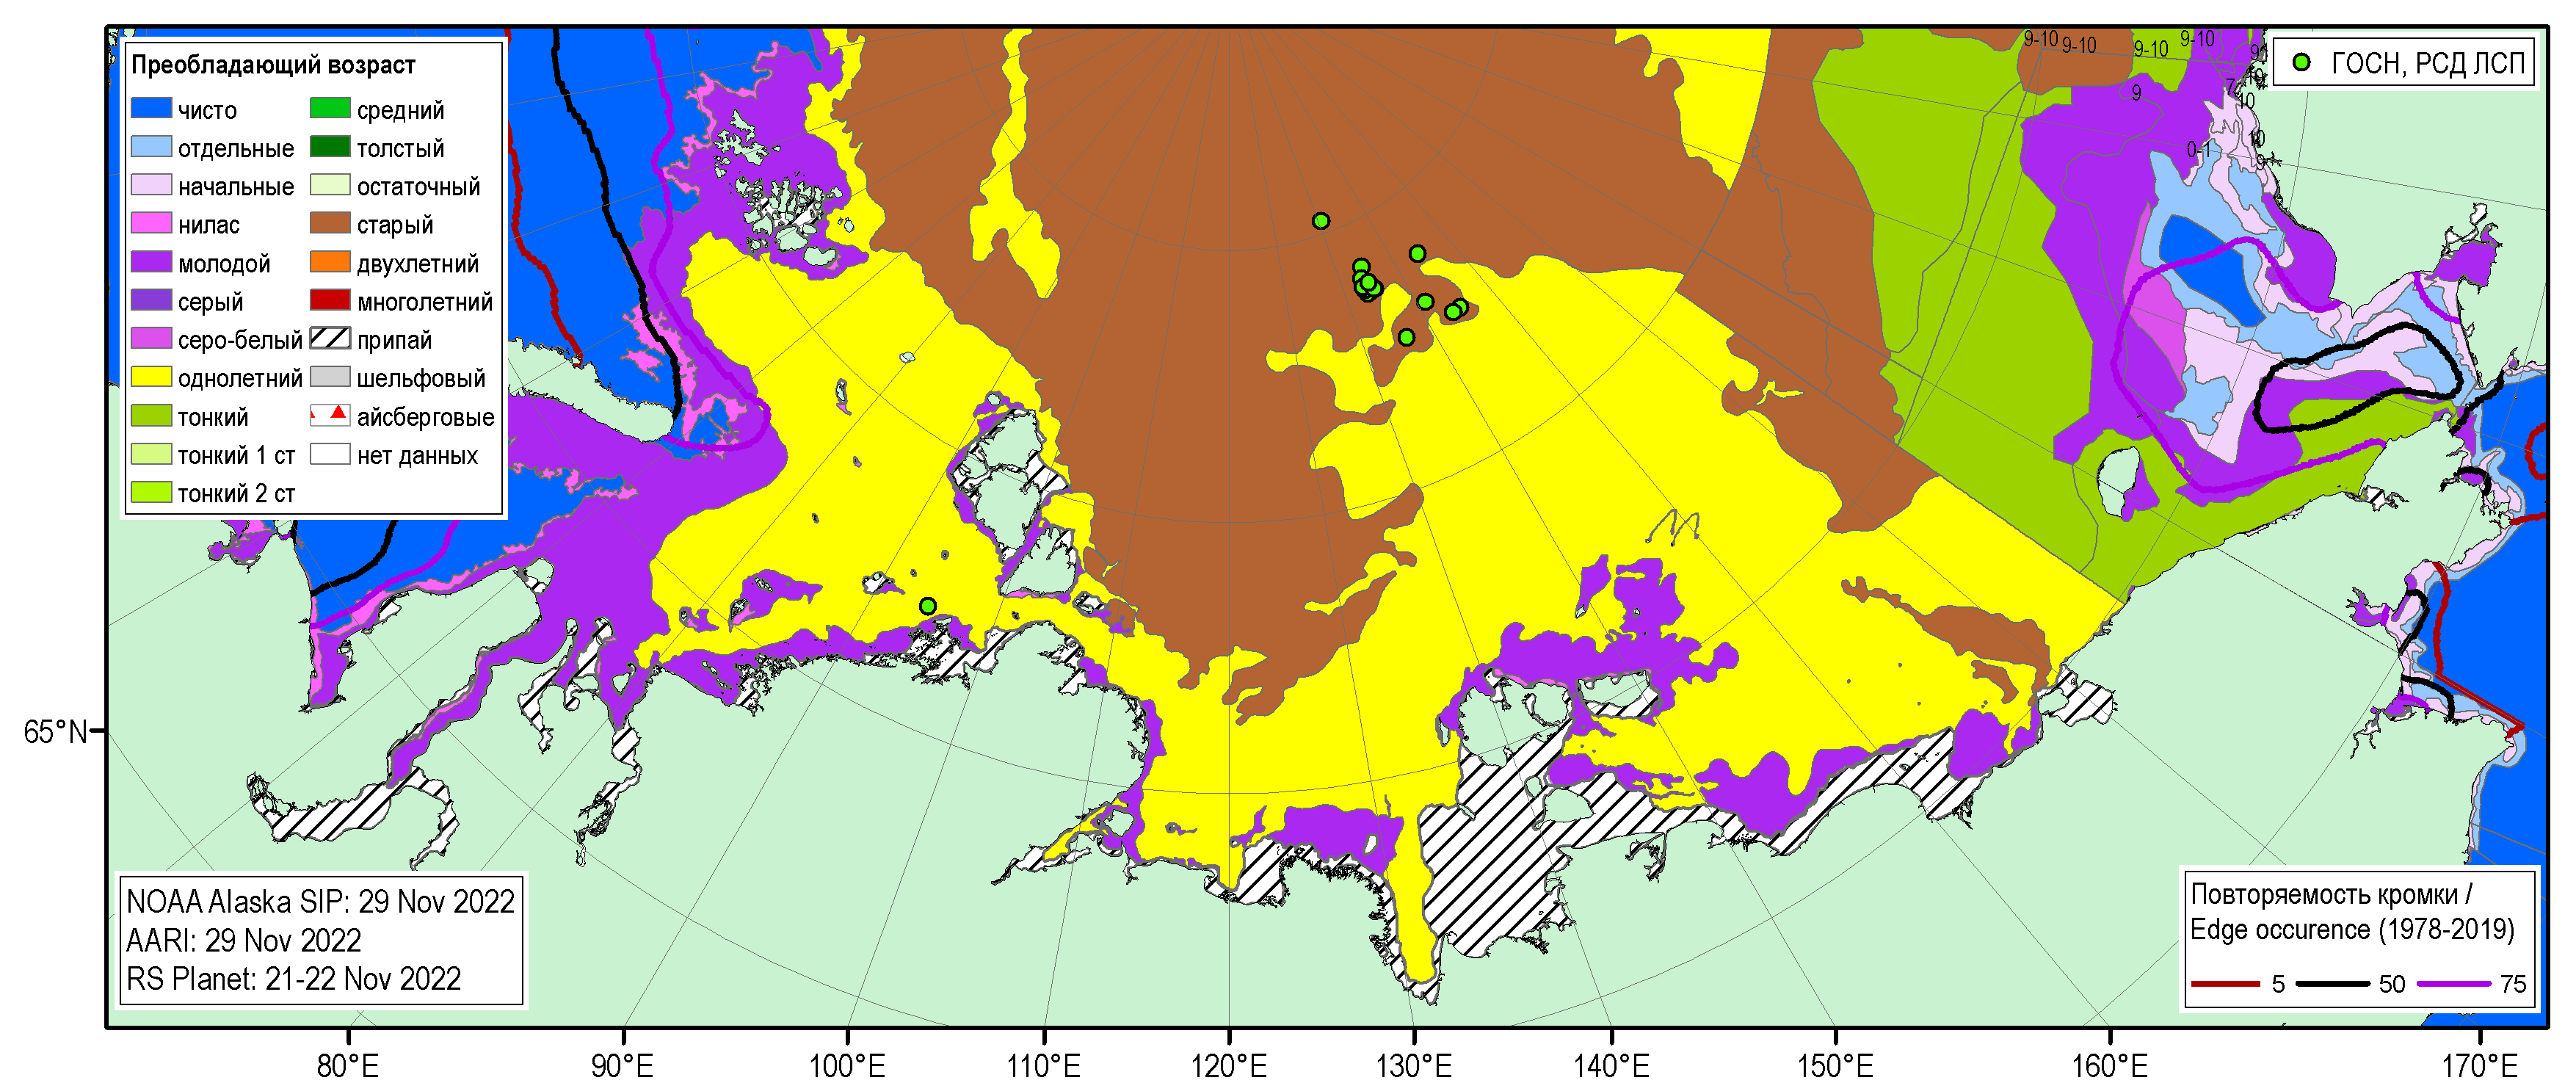 Преобладающий возраст
чисто
отдельные
начальные
нилас
молодой
серый
серо-белый
однолетний
тонкий
тонкий 1 ст
тонкий 2 ст
средний
толстый
остаточный
старый
двухлетний
многолетний
припай
шельфовый
айсберговые
нет данных
9-10 9-10 9-10 9-10
9
10
0-1
10
ГОСН, РСД ЛСП
65°N
NOAA Alaska SIP: 29 Nov 2022
AARI: 29 Nov 2022
RS Planet: 21-22 Nov 2022
Повторяемость кромки /
Edge occurence (1978-2019)
5 50 75
80°E 90°E 100°E 110°E 120°E 130°E 140°E 150°E 160°E 170°E